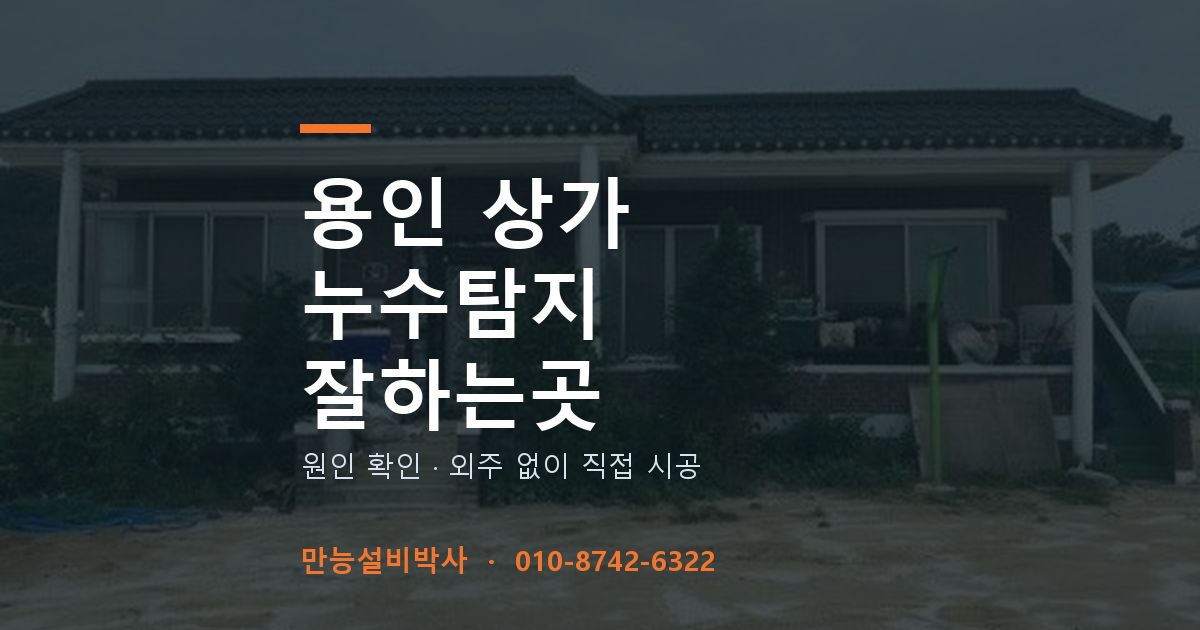 용인 상가
누수탐지
잘하는곳
원인 확인 · 외주 없이 직접 시공
만능설비박사 · 010-8742-6322